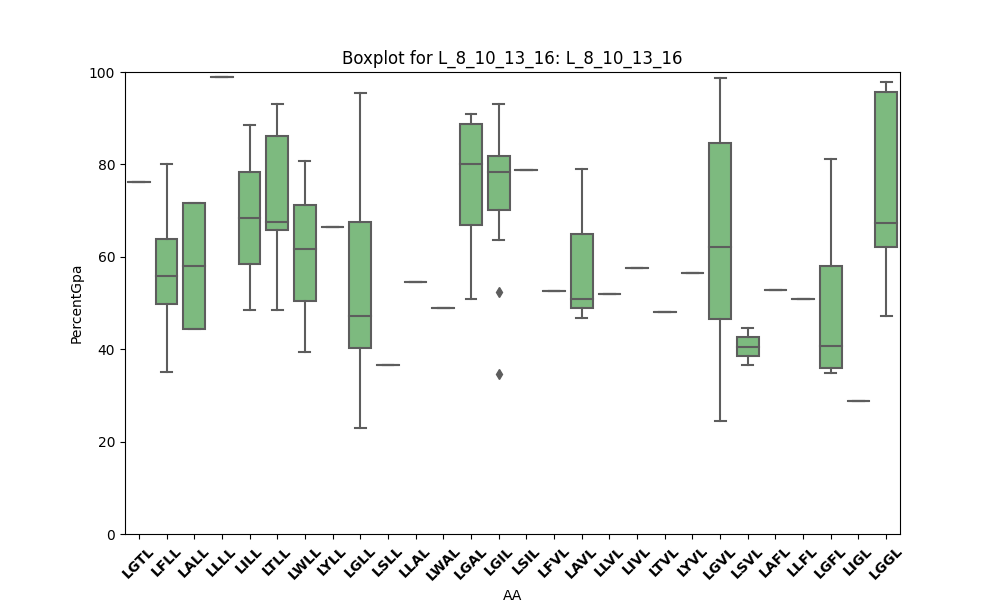 Boxplot for L_8_10_13_16: L_8_10_13_16
PercentGpa
100
80
60
40
20
0
LGTL LFLL LALL LLLL LILL LTLL LWLL LYLL LGLL LSLL LLAL LWAL LGAL LGIL LSIL LFVL LAVL LLVL LIVL LTVL LYVL LGVL LSVL LAFL LLFL LGFL LIGL LGGL
AA